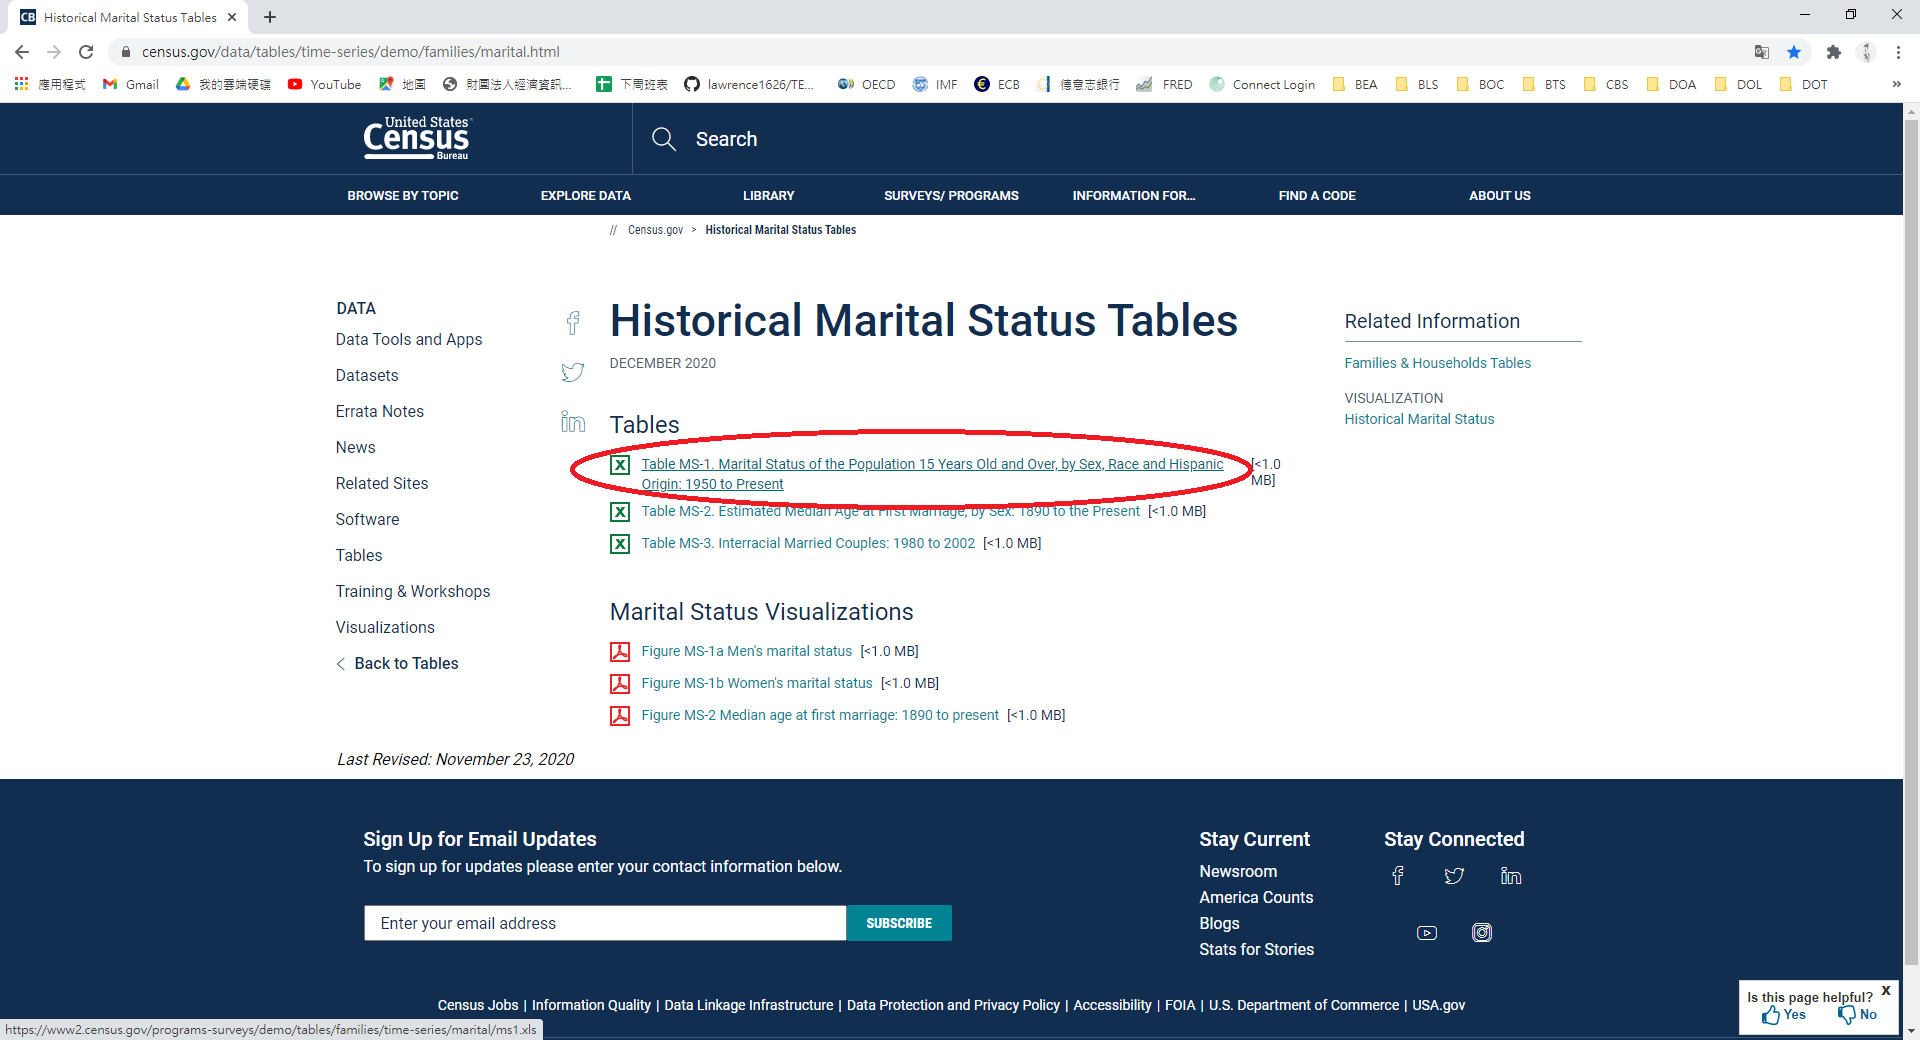 Historical Marital Status Tables
census.gov/data/tables/time-series/demo/families/marital.html
應用程式 Gmail 我的雲端硬碟 YouTube 地圖 財團法人經濟資訊... 下周班表 lawrence1626/TE... OECD IMF ECB 德意志銀行 FRED Connect Login BEA BLS BOC BTS CBS DOA DOL DOT »
United States
Census
Bureau
Search
BROWSE BY TOPIC EXPLORE DATA LIBRARY SURVEYS/ PROGRAMS INFORMATION FOR... FIND A CODE ABOUT US
// Census.gov > Historical Marital Status Tables
DATA
Data Tools and Apps
Datasets
Errata Notes
News
Related Sites
Software
Tables
Training & Workshops
Visualizations
Back to Tables
Historical Marital Status Tables
DECEMBER 2020
Tables
Table MS-1. Marital Status of the Population 15 Years Old and Over, by Sex, Race and Hispanic [<1.0
Origin: 1950 to Present MB]
Table MS-2. Estimated Median Age at First Marriage, by Sex: 1890 to the Present [<1.0 MB]
Table MS-3. Interracial Married Couples: 1980 to 2002 [<1.0 MB]
Marital Status Visualizations
Figure MS-1a Men's marital status [<1.0 MB]
Figure MS-1b Women's marital status [<1.0 MB]
Figure MS-2 Median age at first marriage: 1890 to present [<1.0 MB]
Related Information
Families & Households Tables
VISUALIZATION
Historical Marital Status
Last Revised: November 23, 2020
Sign Up for Email Updates
To sign up for updates please enter your contact information below.
Enter your email address SUBSCRIBE
Stay Current
Newsroom
America Counts
Blogs
Stats for Stories
Stay Connected
Census Jobs | Information Quality | Data Linkage Infrastructure | Data Protection and Privacy Policy | Accessibility | FOIA | U.S. Department of Commerce | USA.gov
Is this page helpful? X
Yes No
https://www2.census.gov/programs-surveys/demo/tables/families/time-series/marital/ms1.xls